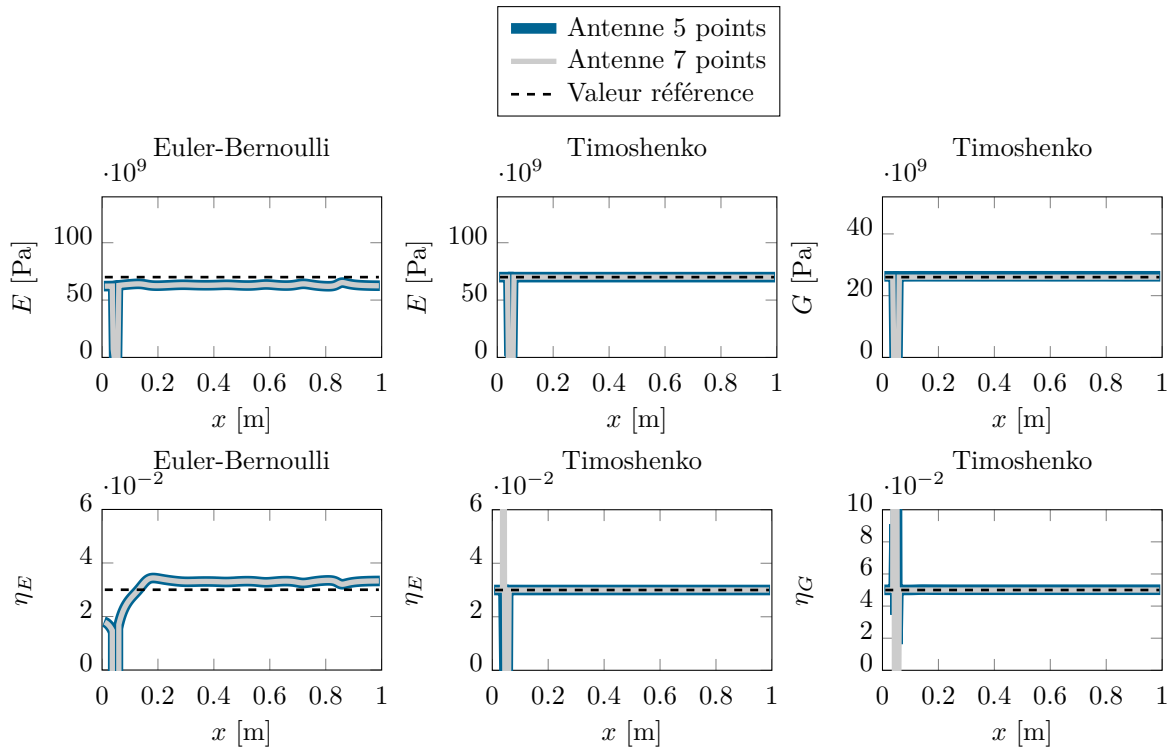 Antenne 5 points
Antenne 7 points
Valeur référence
Euler-Bernoulli
·10^9
E [Pa]
100
50
0
0 0.2 0.4 0.6 0.8 1
x [m]
Timoshenko
·10^9
E [Pa]
100
50
0
0 0.2 0.4 0.6 0.8 1
x [m]
Timoshenko
·10^9
G [Pa]
40
20
0
0 0.2 0.4 0.6 0.8 1
x [m]
Euler-Bernoulli
·10^−2
η_E
6
4
2
0
0 0.2 0.4 0.6 0.8 1
x [m]
Timoshenko
·10^−2
η_E
6
4
2
0
0 0.2 0.4 0.6 0.8 1
x [m]
Timoshenko
·10^−2
η_G
10
8
6
4
2
0
0 0.2 0.4 0.6 0.8 1
x [m]